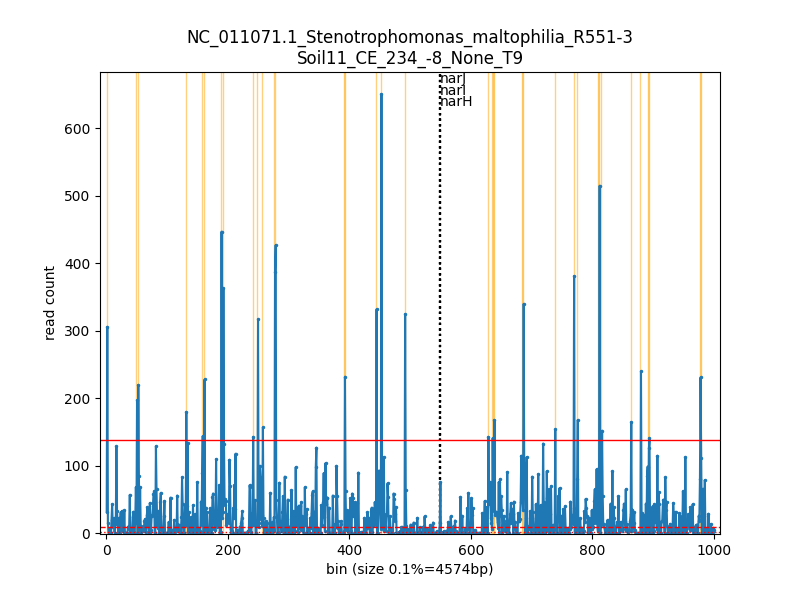 NC_011071.1_Stenotrophomonas_maltophilia_R551-3
Soil11_CE_234_-8_None_T9
narJ
narI
narH
600
500
400
300
200
100
0
read count
0 200 400 600 800 1000
bin (size 0.1%=4574bp)